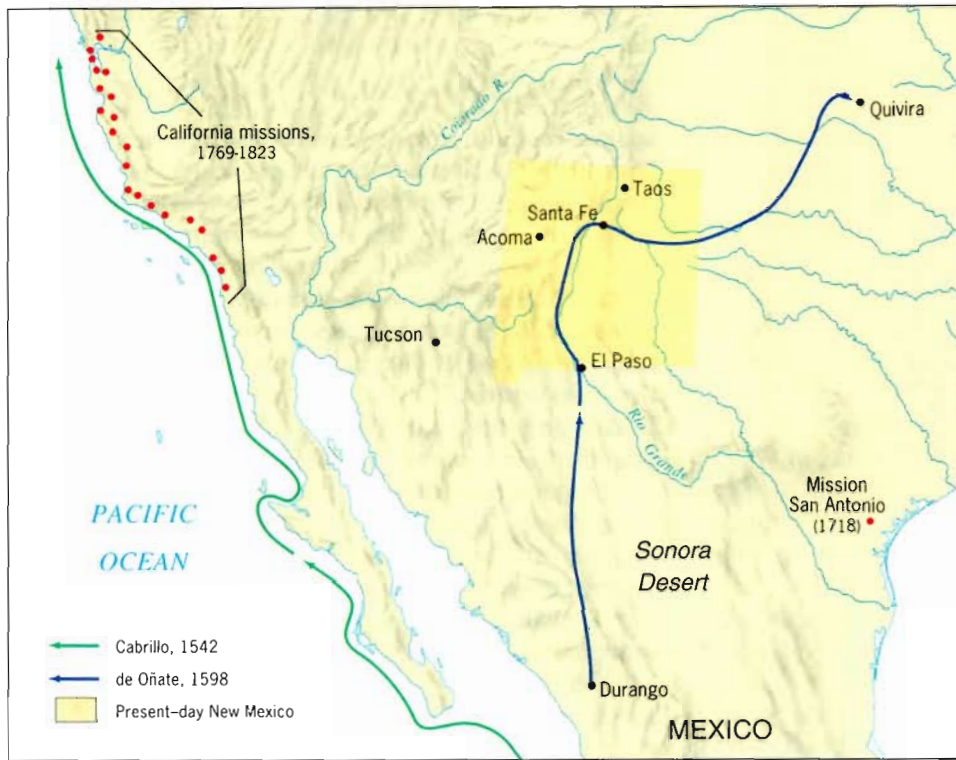 Colorado R.
Quivira
California missions,
1769-1823
Taos
Santa Fe
Acoma
Tucson
El Paso
Rio Grande
Mission
San Antonio
(1718)
PACIFIC
OCEAN
Sonora
Desert
Cabrillo, 1542
de Oñate, 1598
Present-day New Mexico
Durango
MEXICO